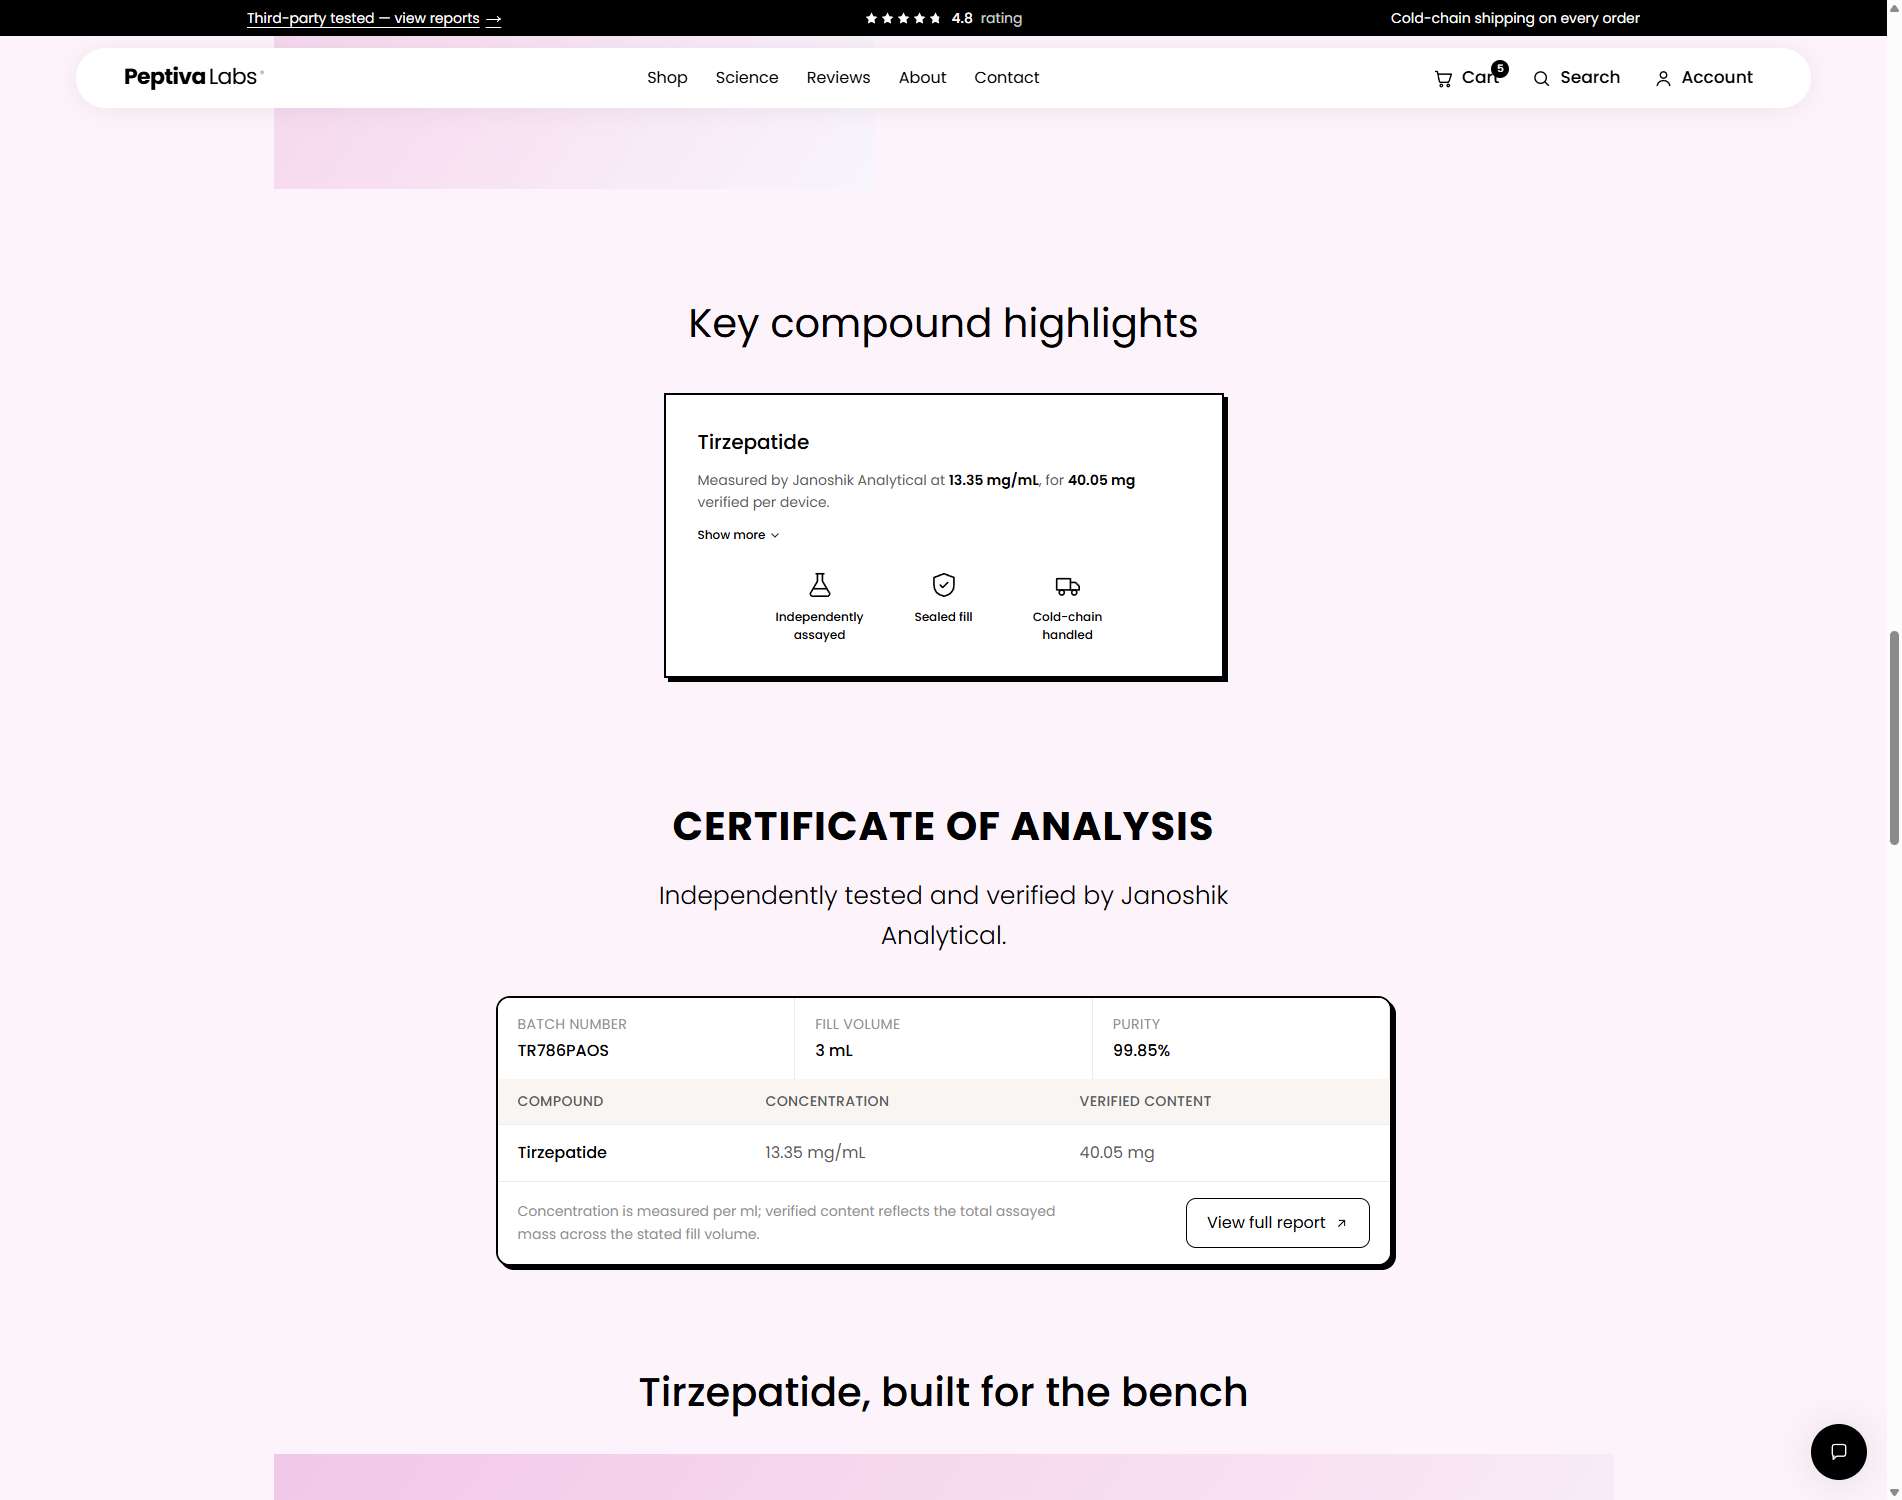 Third-party tested — view reports →
4.8 rating
Cold-chain shipping on every order
Peptiva Labs
Shop
Science
Reviews
About
Contact
Cart
5
Search
Account
Key compound highlights
Tirzepatide
Measured by Janoshik Analytical at 13.35 mg/mL, for 40.05 mg
verified per device.
Show more
Independently
assayed
Sealed fill
Cold-chain
handled
CERTIFICATE OF ANALYSIS
Independently tested and verified by Janoshik
Analytical.
BATCH NUMBER
TR786PAOS
FILL VOLUME
3 mL
PURITY
99.85%
COMPOUND
CONCENTRATION
VERIFIED CONTENT
Tirzepatide
13.35 mg/mL
40.05 mg
Concentration is measured per ml; verified content reflects the total assayed
mass across the stated fill volume.
View full report
Tirzepatide, built for the bench